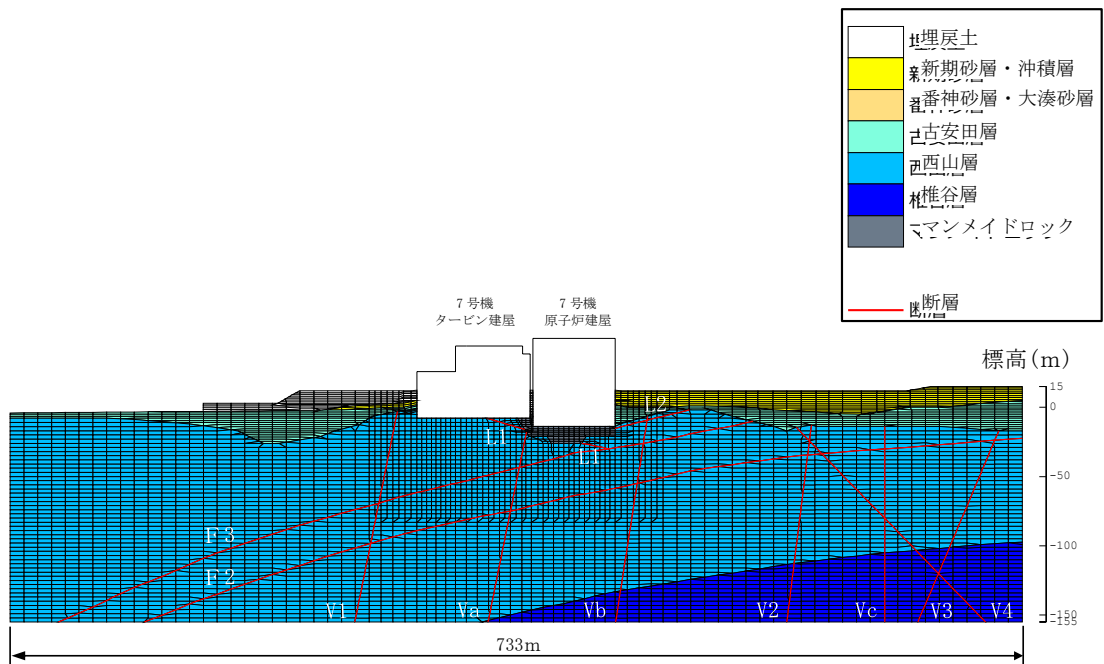 埋戻土
新期砂層・沖積層
番神砂層・大湊砂層
古安田層
西山層
椎谷層
マンメイドロック
断層
7号機
タービン建屋
7号機
原子炉建屋
標高(m)
15
0
-50
-100
-150
-155
L2
L1
L1
F3
F2
V1
Va
Vb
V2
Vc
V3
V4
733m